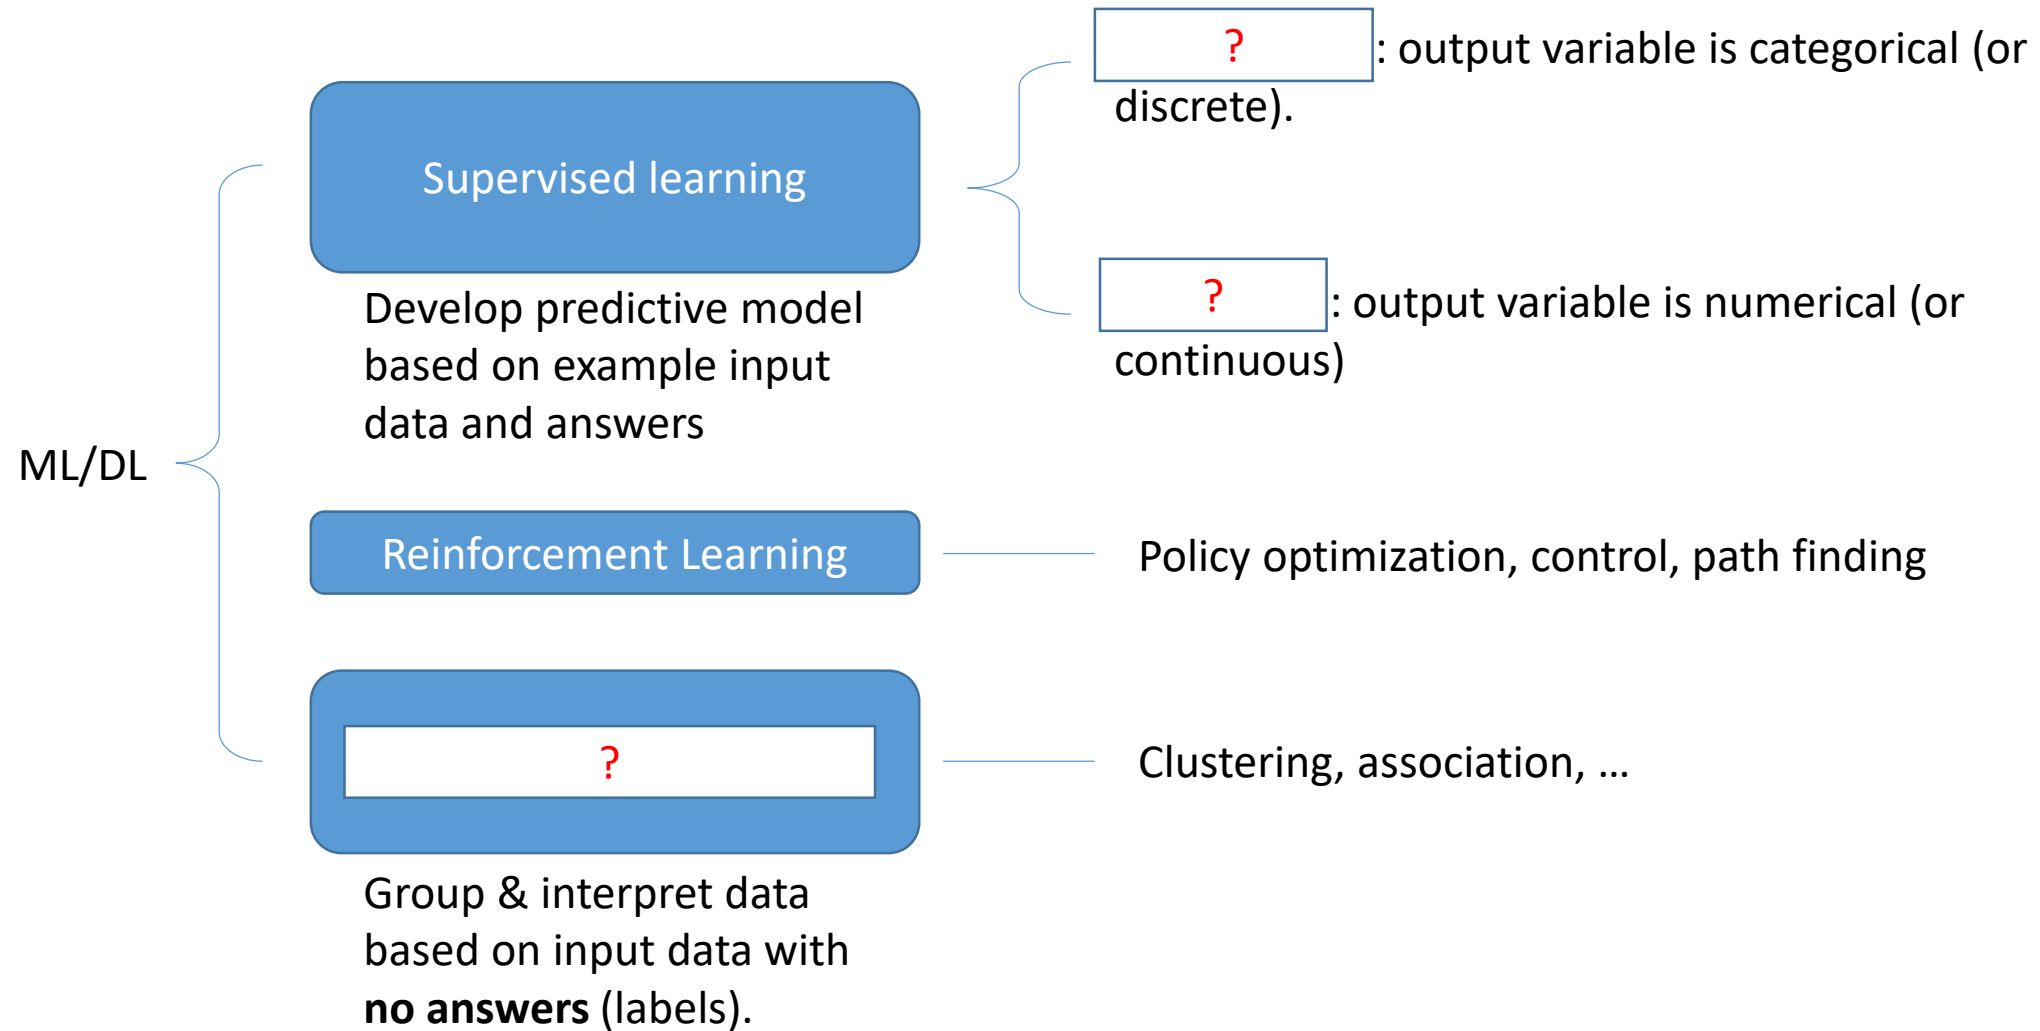 ML/DL
Supervised learning
Develop predictive model
based on example input
data and answers
? : output variable is categorical (or
discrete).
? : output variable is numerical (or
continuous)
Reinforcement Learning
Policy optimization, control, path finding
?
Clustering, association, …
Group & interpret data
based on input data with
no answers (labels).